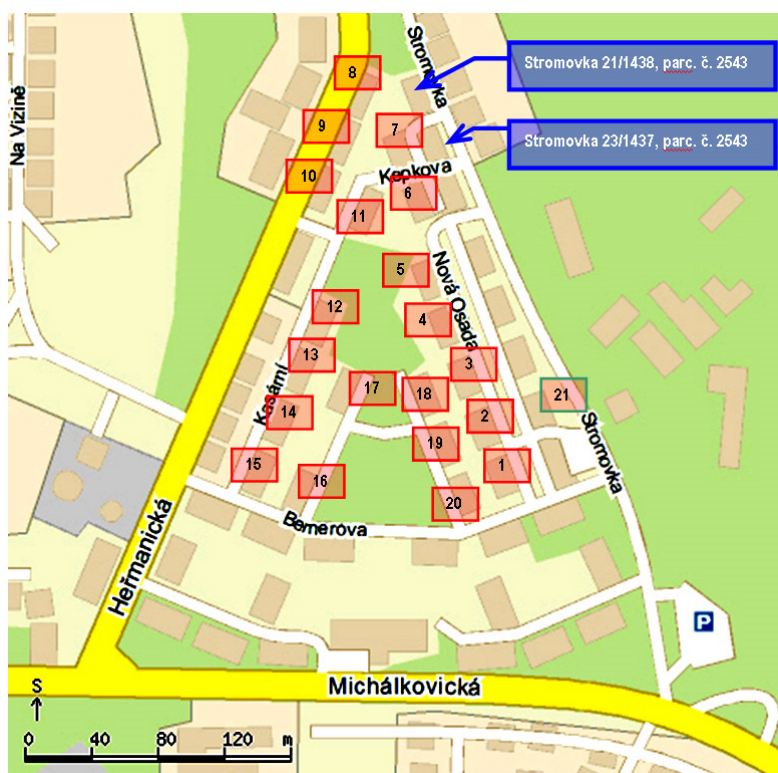 Stromovka
Stromovka 21/1438, parc. č. 2543
8
Na Vizině
9
7
Stromovka 23/1437, parc. č. 2543
10
Kepkova
6
11
5
Nová Osada
12
4
13
3
Kasární
17
18
21
14
2
Stromovka
19
15
1
16
20
Bernerova
Heřmanická
P
S
Michálkovická
0 40 80 120 m